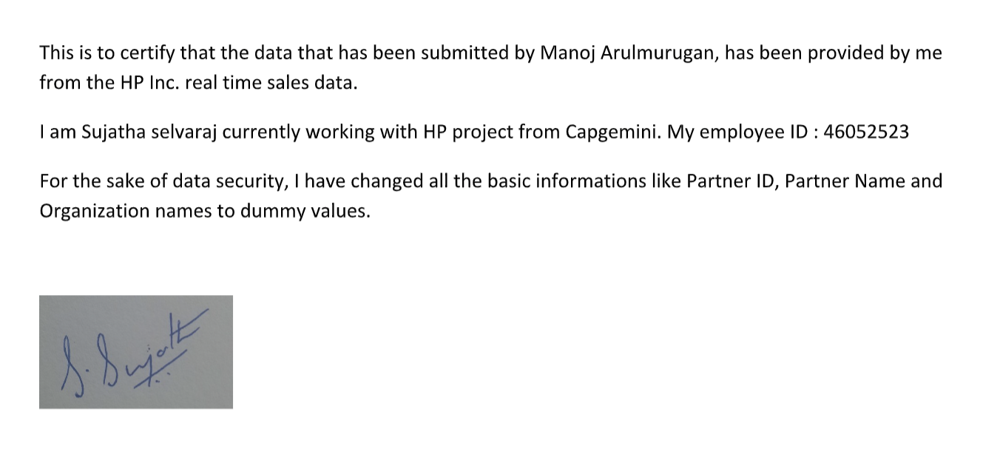 This is to certify that the data that has been submitted by Manoj Arulmurugan, has been provided by me
from the HP Inc. real time sales data.
I am Sujatha selvaraj currently working with HP project from Capgemini. My employee ID : 46052523
For the sake of data security, I have changed all the basic informations like Partner ID, Partner Name and
Organization names to dummy values.
S. Sujatha